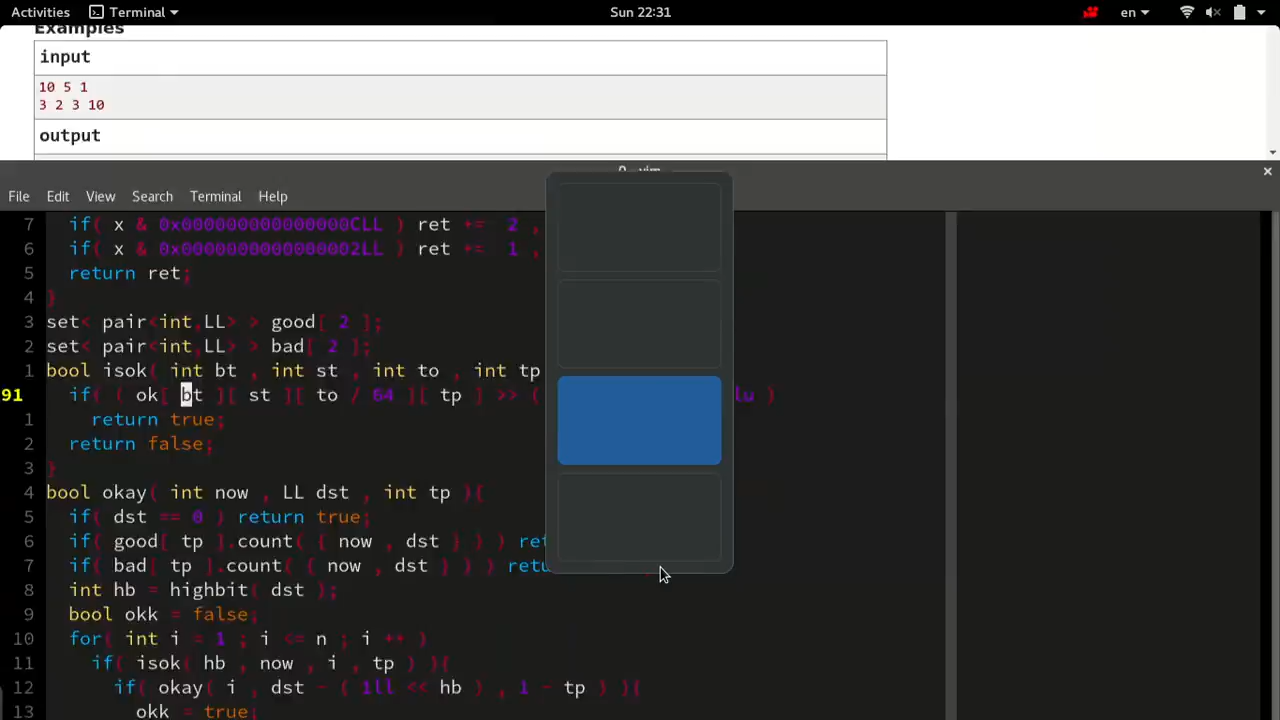 Activities Terminal Sun 22:31 en
Examples
input
10 5 1
3 2 3 10
output
File Edit View Search Terminal Help
7 if( x & 0x000000000000000CLL ) ret += 2 ,
6 if( x & 0x0000000000000002LL ) ret += 1 ,
5 return ret;
4 }
3 set< pair<int,LL> > good[ 2 ];
2 set< pair<int,LL> > bad[ 2 ];
1 bool isok( int bt , int st , int to , int tp
91 if( ( ok[ bt ][ st ][ to / 64 ][ tp ] >> ( lu )
1 return true;
2 return false;
3 }
4 bool okay( int now , LL dst , int tp ){
5 if( dst == 0 ) return true;
6 if( good[ tp ].count( { now , dst } ) ) ret
7 if( bad[ tp ].count( { now , dst } ) ) retu
8 int hb = highbit( dst );
9 bool okk = false;
10 for( int i = 1 ; i <= n ; i ++ )
11 if( isok( hb , now , i , tp ) ){
12 if( okay( i , dst - ( 1ll << hb ) , 1 - tp ) ){
13 okk = true;